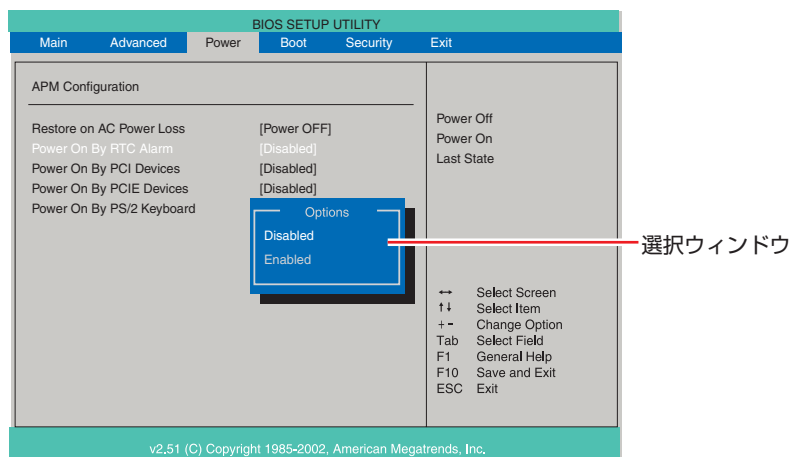 BIOS SETUP UTILITY
Main Advanced Power Boot Security Exit
APM Configuration
Restore on AC Power Loss [Power OFF]
Power On By RTC Alarm [Disabled]
Power On By PCI Devices [Disabled]
Power On By PCIE Devices [Disabled]
Power On By PS/2 Keyboard
Options
Disabled
Enabled
Power Off
Power On
Last State
選択ウィンドウ
↔ Select Screen
↑↓ Select Item
+ - Change Option
Tab Select Field
F1 General Help
F10 Save and Exit
ESC Exit
v2.51 (C) Copyright 1985-2002, American Megatrends, Inc.